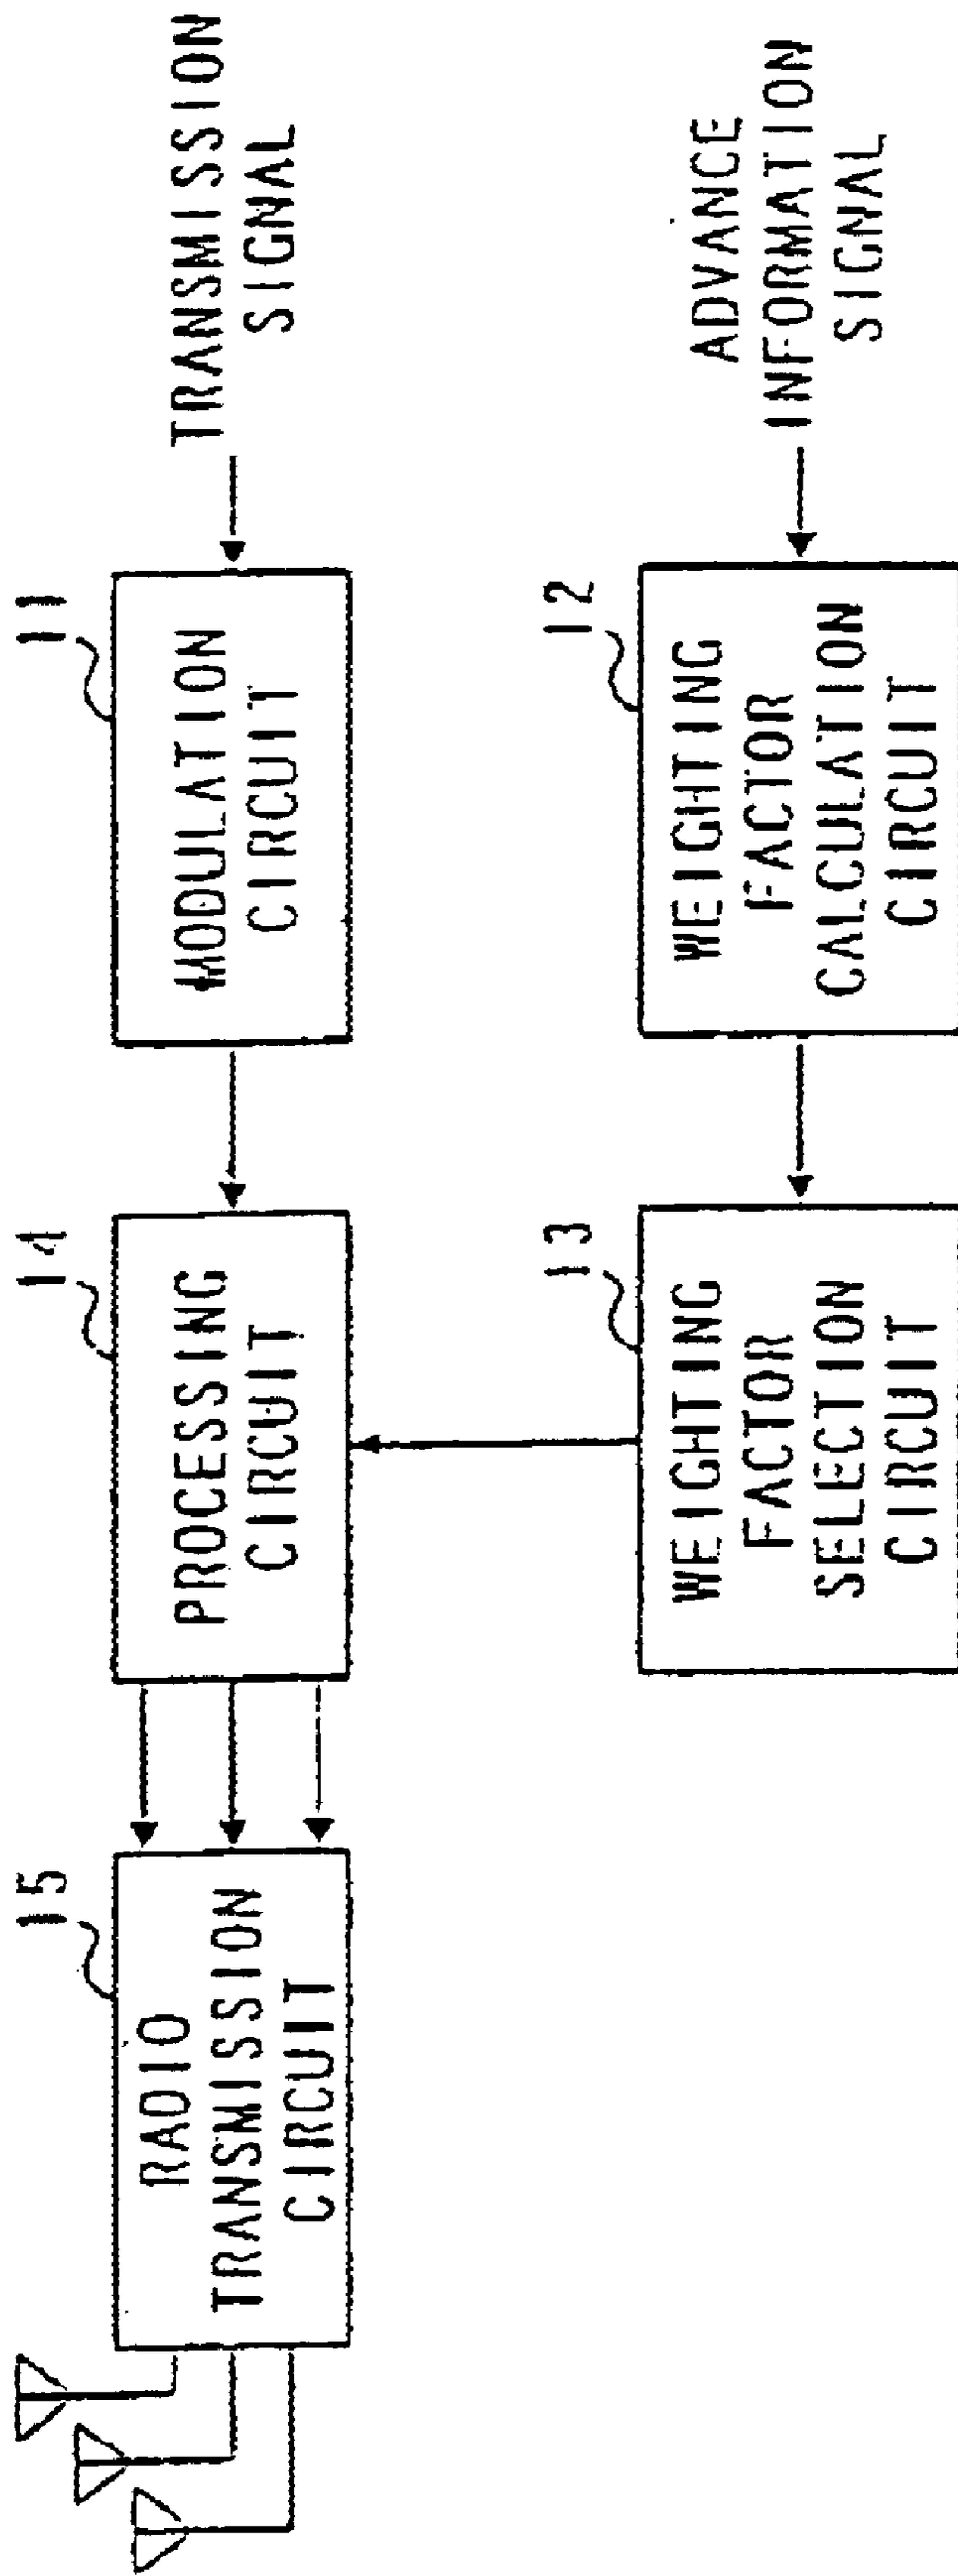 15
RADIO
TRANSMISSION
CIRCUIT
14
PROCESSING
CIRCUIT
11
MODULATION
CIRCUIT
TRANSMISSION
SIGNAL
13
WEIGHTING
FACTOR
SELECTION
CIRCUIT
12
WEIGHTING
FACTOR
CALCULATION
CIRCUIT
ADVANCE
INFORMATION
SIGNAL